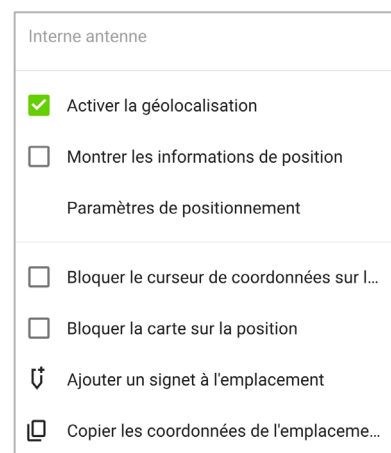 Interne antenne
Activer la géolocalisation
Montrer les informations de position
Paramètres de positionnement
Bloquer le curseur de coordonnées sur l...
Bloquer la carte sur la position
Ajouter un signet à l'emplacement
Copier les coordonnées de l'emplaceme...